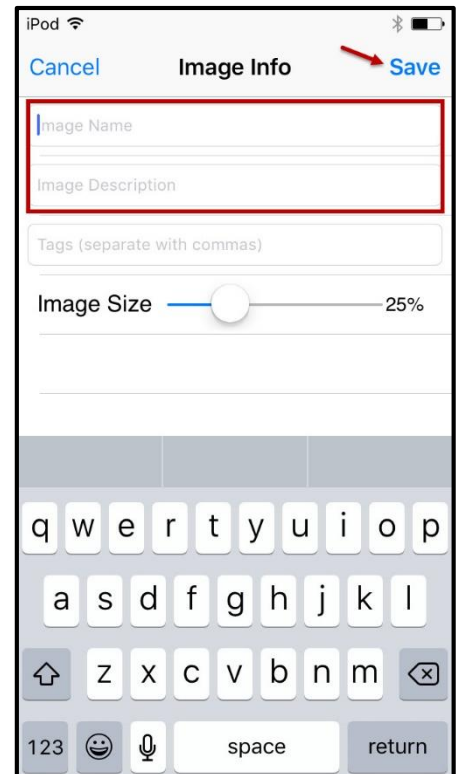 iPod
Cancel Image Info Save
Image Name
Image Description
Tags (separate with commas)
Image Size 25%
q w e r t y u i o p
a s d f g h j k l
z x c v b n m
123 space return